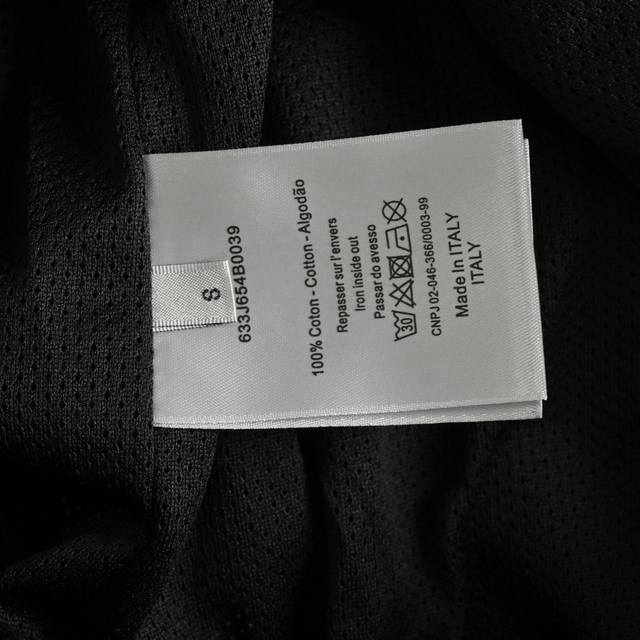 S
633J654B0039
100% Coton - Cotton - Algodão
Repasser sur l'envers
Iron inside out
Passar do avesso
30
CNPJ 02-046-366/0003-99
Made In ITALY
ITALY